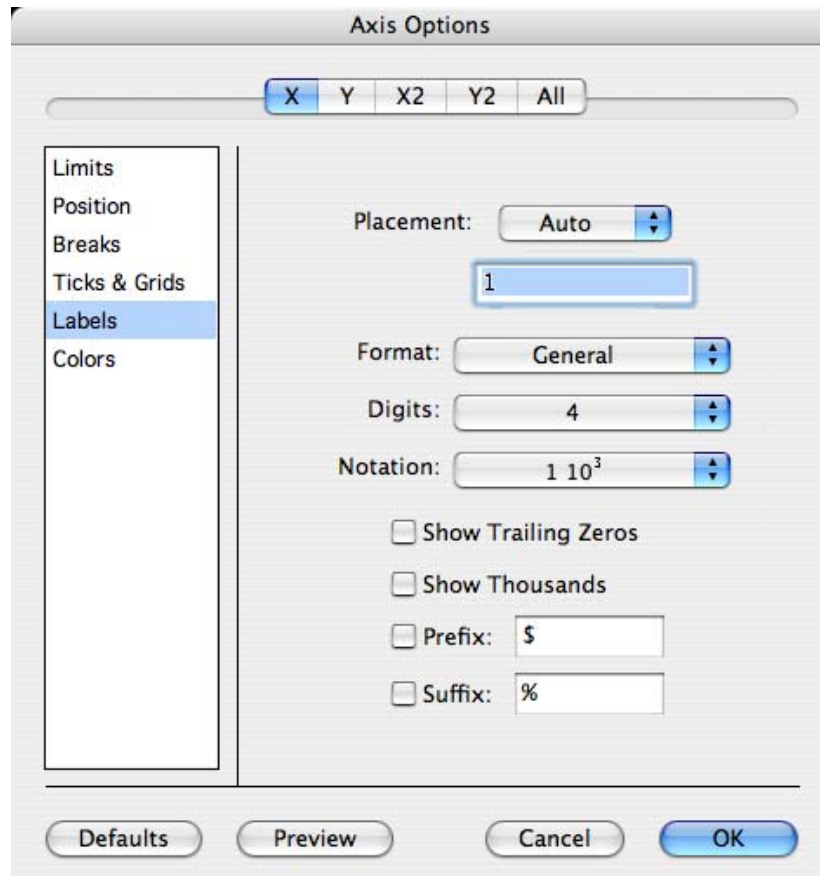 Axis Options
X Y X2 Y2 All
Limits
Position
Breaks
Ticks & Grids
Labels
Colors
Placement: Auto
1
Format: General
Digits: 4
Notation: 1 10³
Show Trailing Zeros
Show Thousands
Prefix: $
Suffix: %
Defaults Preview Cancel OK